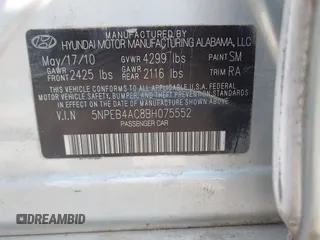 HYUNDAI MOTOR MANUFACTURING ALABAMA, LLC
May/17/10 GVWR 4299 lbs PAINT SM
GAWR FRONT 2425 lbs GAWR REAR 2116 lbs TRIM RA
THIS VEHICLE CONFORMS TO ALL APPLICABLE FEDERAL MOTOR VEHICLE SAFETY, BUMPER, AND THEFT PREVENTION STANDARDS IN EFFECT ON THE DATE OF MANUFACTURE SHOWN ABOVE.
V.I.N 5NPEB4AC8BH075552
PASSENGER CAR
DREAMBID